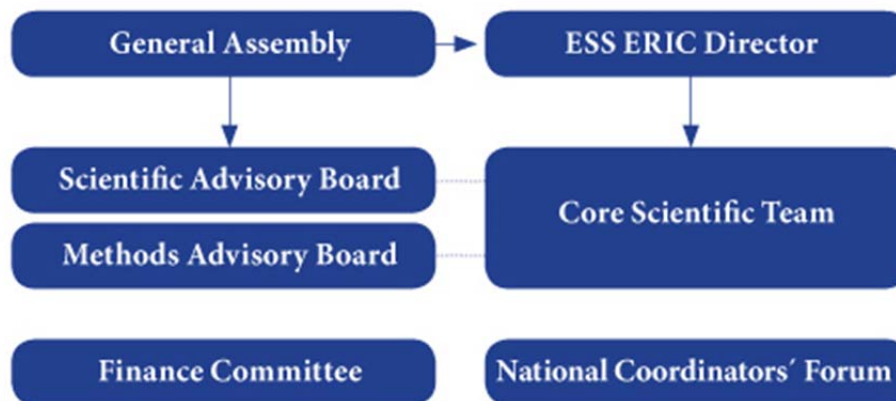 General Assembly
ESS ERIC Director
Scientific Advisory Board
Core Scientific Team
Methods Advisory Board
Finance Committee
National Coordinators´ Forum